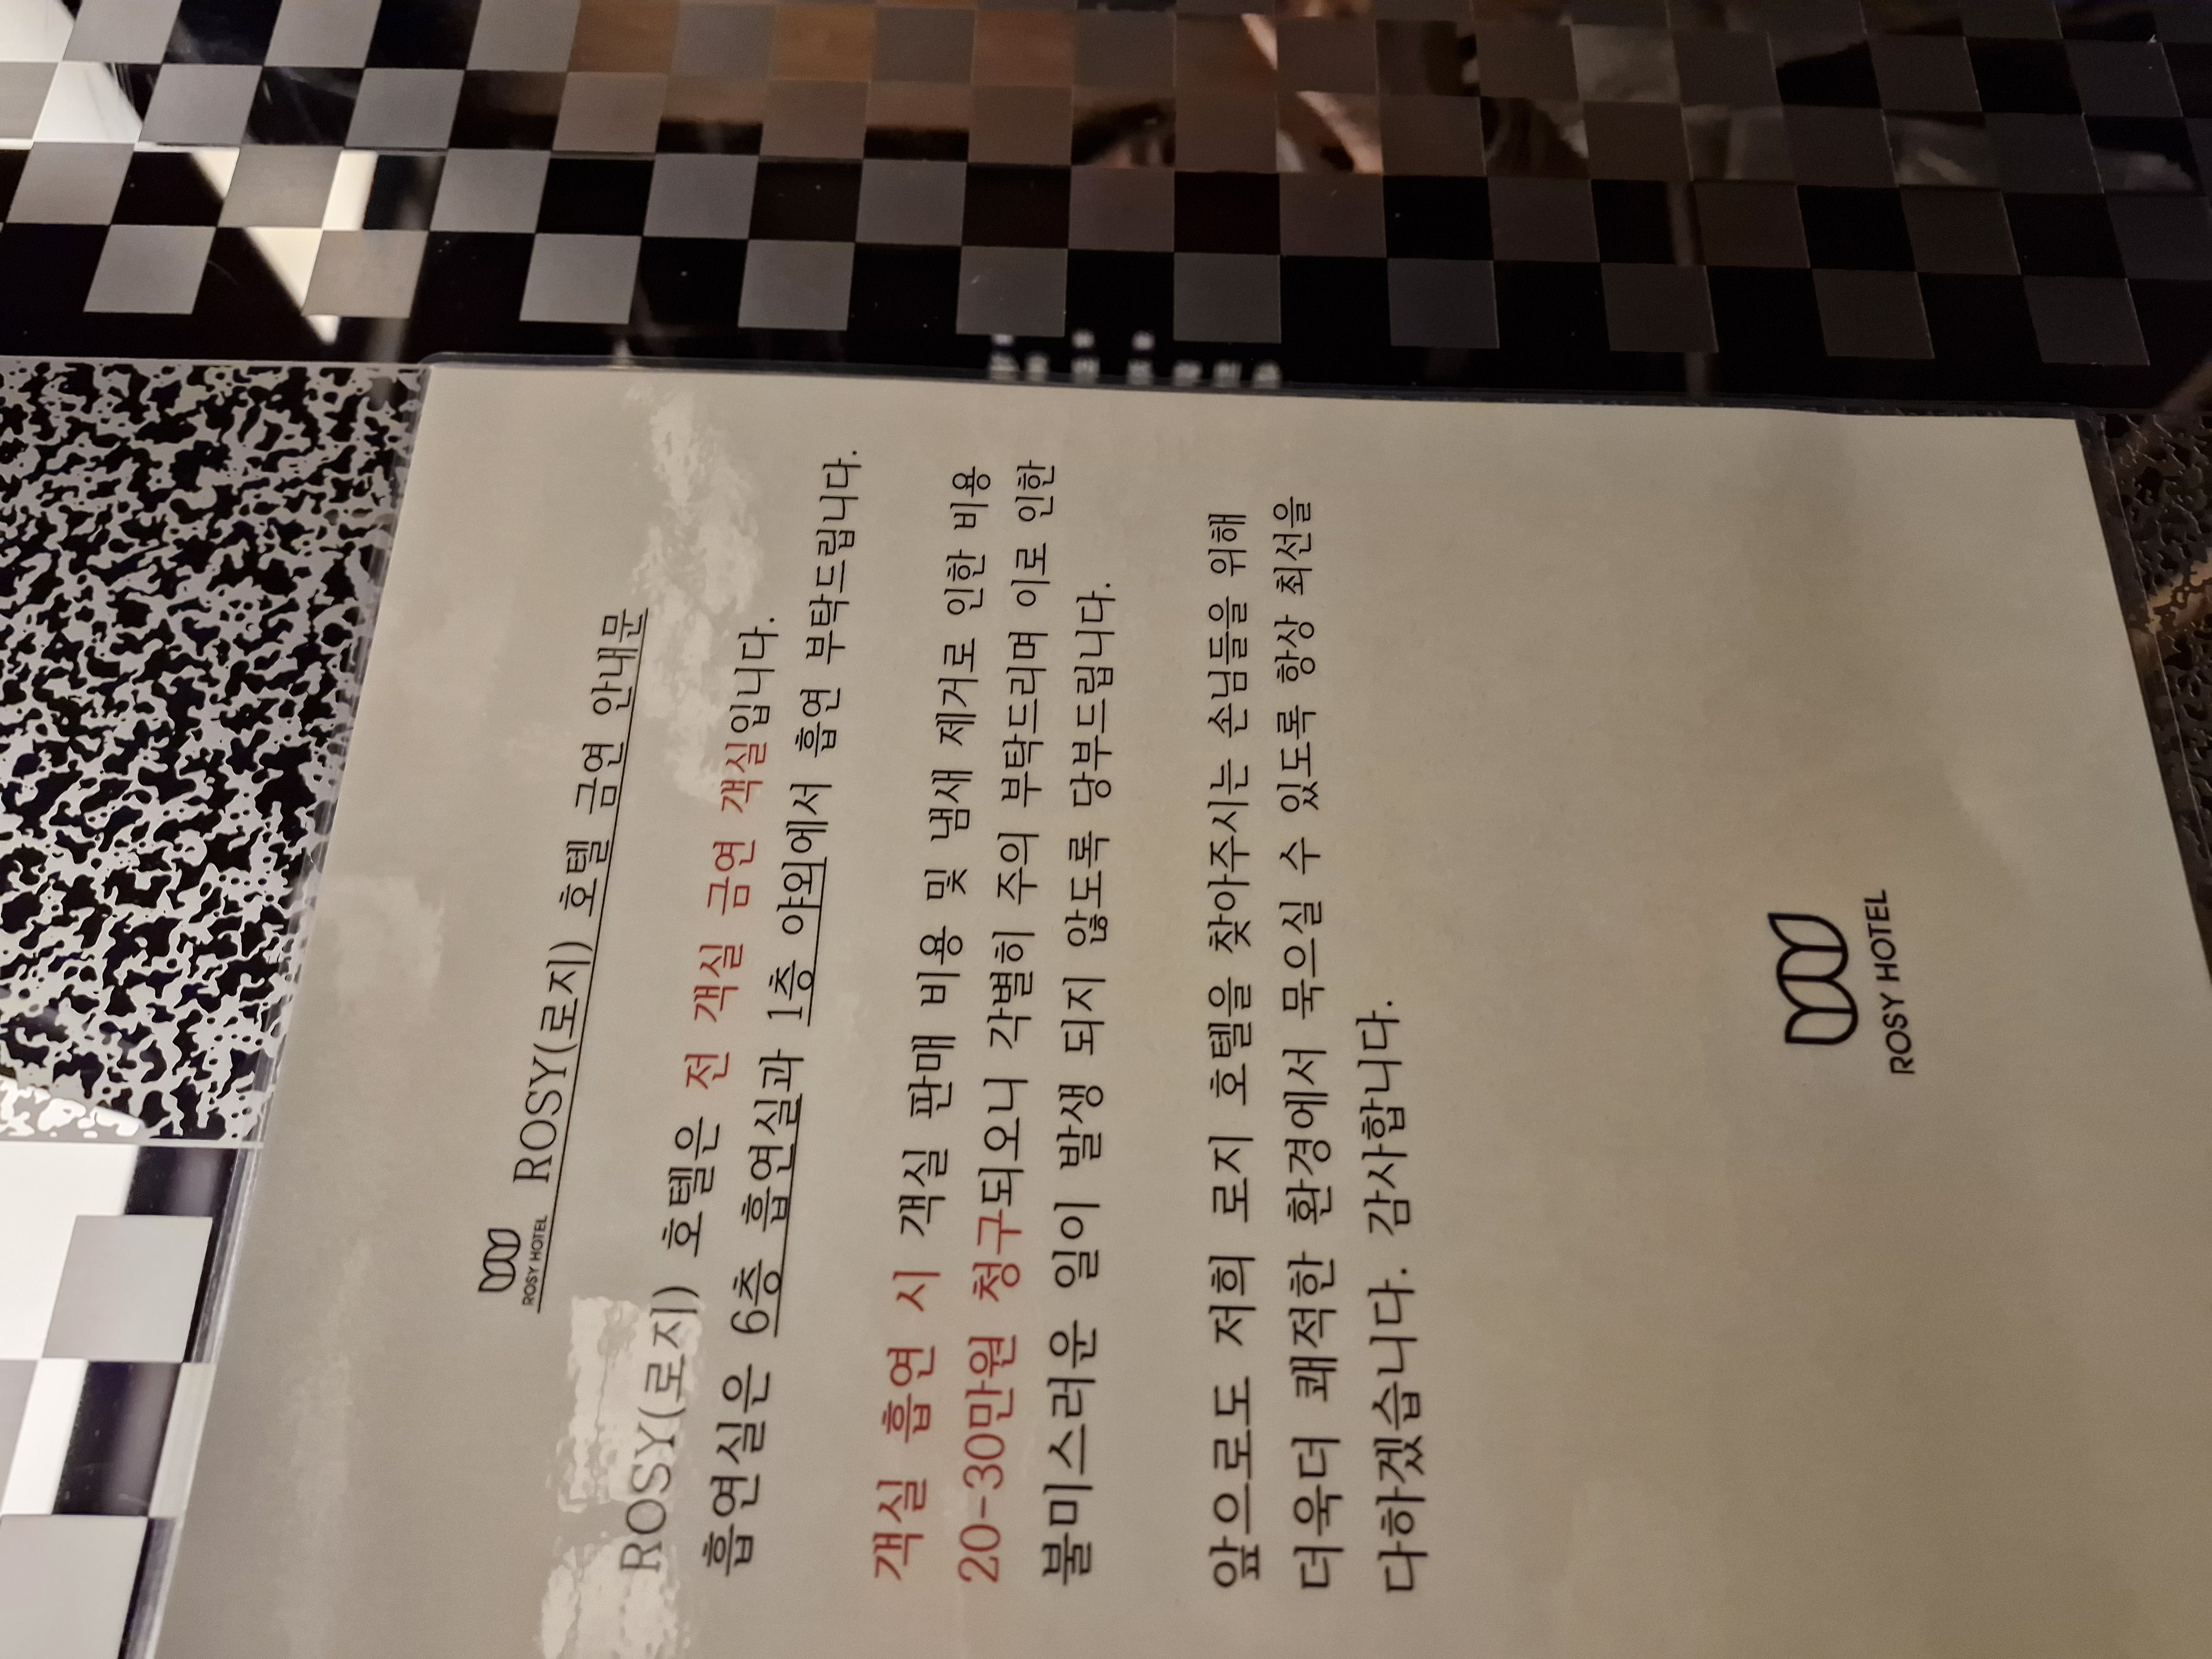 ROSY HOTEL ROSY(로지) 호텔 금연 안내문
ROSY(로지) 호텔은 전 객실 금연 객실입니다.
흡연실은 6층 흡연실과 1층 야외에서 흡연 부탁드립니다.
객실 흡연 시 객실 판매 비용 및 냄새 제거로 인한 비용
20-30만원 청구되오니 각별히 주의 부탁드리며 이로 인한
불미스러운 일이 발생 되지 않도록 당부드립니다.
앞으로도 저희 로지 호텔을 찾아주시는 손님들을 위해
더욱더 쾌적한 환경에서 묵으실 수 있도록 항상 최선을
다하겠습니다. 감사합니다.
ROSY HOTEL